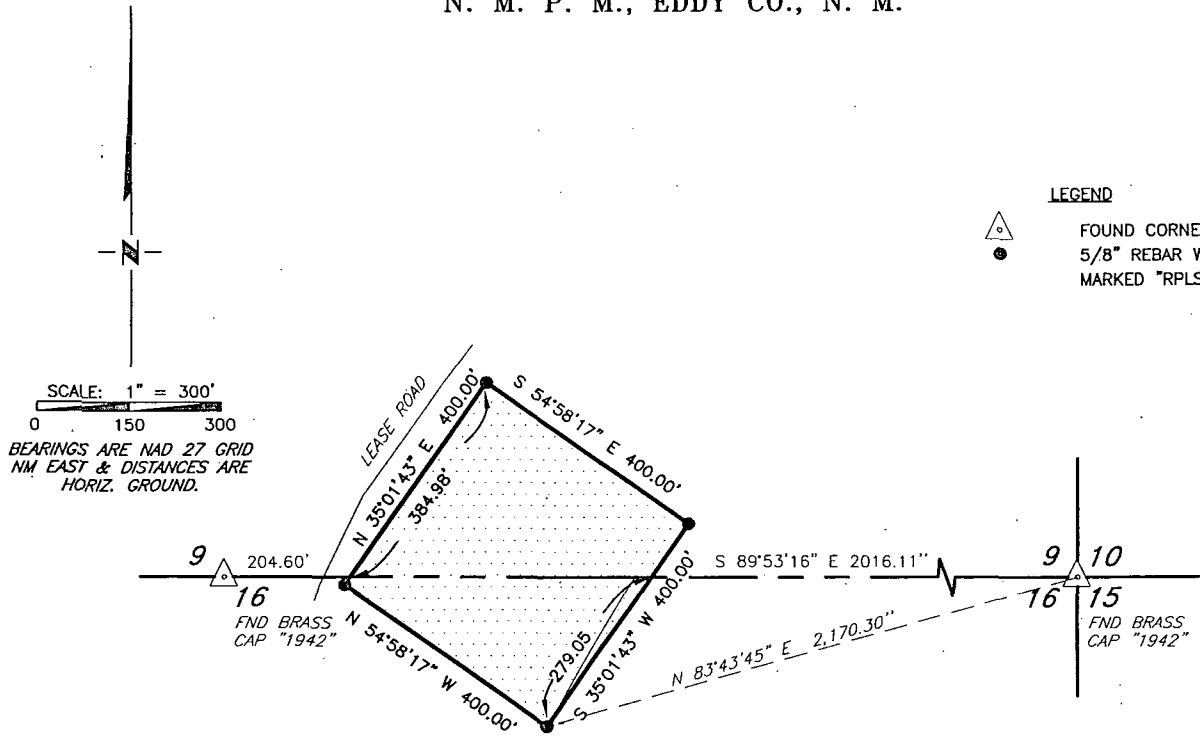 N. M. P. M., EDDY CO., N. M.
N
LEGEND
FOUND CORNE
5/8" REBAR W
MARKED "RPLS
SCALE: 1" = 300'
0 150 300
BEARINGS ARE NAD 27 GRID
NM EAST & DISTANCES ARE
HORIZ. GROUND.
LEASE ROAD
N 35°01'43" E 400.00'
384.98'
S 54°58'17" E 400.00'
9
204.60'
16
FND BRASS
CAP "1942"
S 89°53'16" E 2016.11"
9 10
16 15
FND BRASS
CAP "1942"
N 54°58'17" W 400.00'
279.05
S 35°01'43" W 400.00'
N 83°43'45" E 2,170.30"